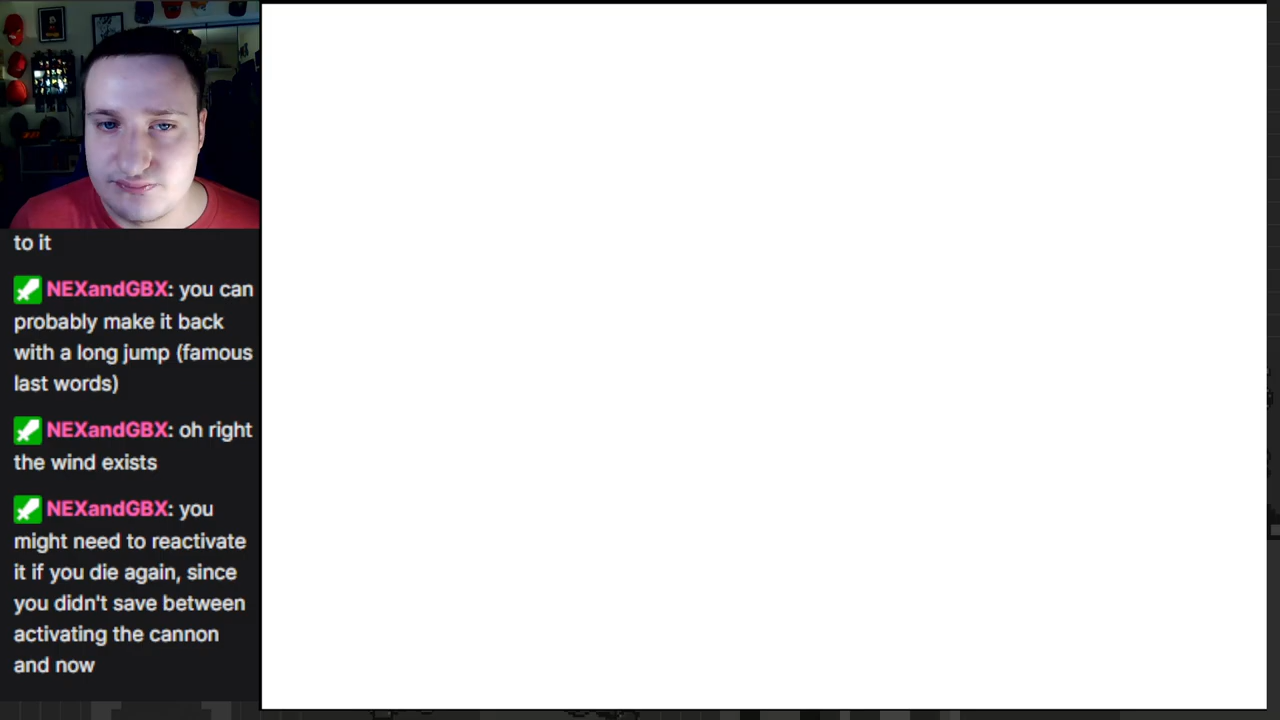 to it
NEXandGBX: you can
probably make it back
with a long jump (famous
last words)
NEXandGBX: oh right
the wind exists
NEXandGBX: you
might need to reactivate
it if you die again, since
you didn't save between
activating the cannon
and now